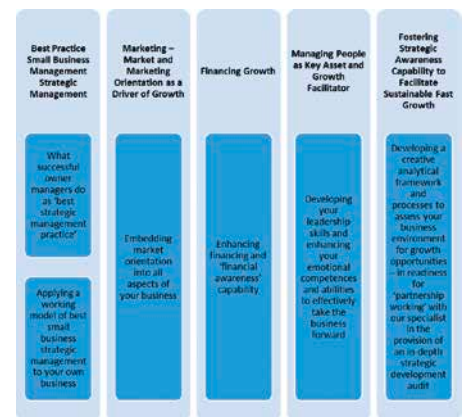 Best Practice
Small Business
Management
Strategic
Management
What
successful
owner
managers do
as 'best
strategic
management
practice'
Applying a
working
model of best
small
business
strategic
management
to your own
business
Marketing –
Market and
Marketing
Orientation as a
Driver of Growth
Embedding
market
orientation
into all
aspects of
your business
Financing Growth
Enhancing
financing and
'financial
awareness'
capability
Managing People
as Key Asset and
Growth
Facilitator
Developing
your
leadership
skills and
enhancing
your
emotional
competences
and abilities
to effectively
take the
business
forward
Fostering
Strategic
Awareness
Capability to
Facilitate
Sustainable Fast
Growth
Developing a
creative
analytical
framework
and
processes to
assess your
business
environment
for growth
opportunities
– in readiness
for
'partnership
working' with
our specialist
in the
provision of
an in-depth
strategic
development
audit